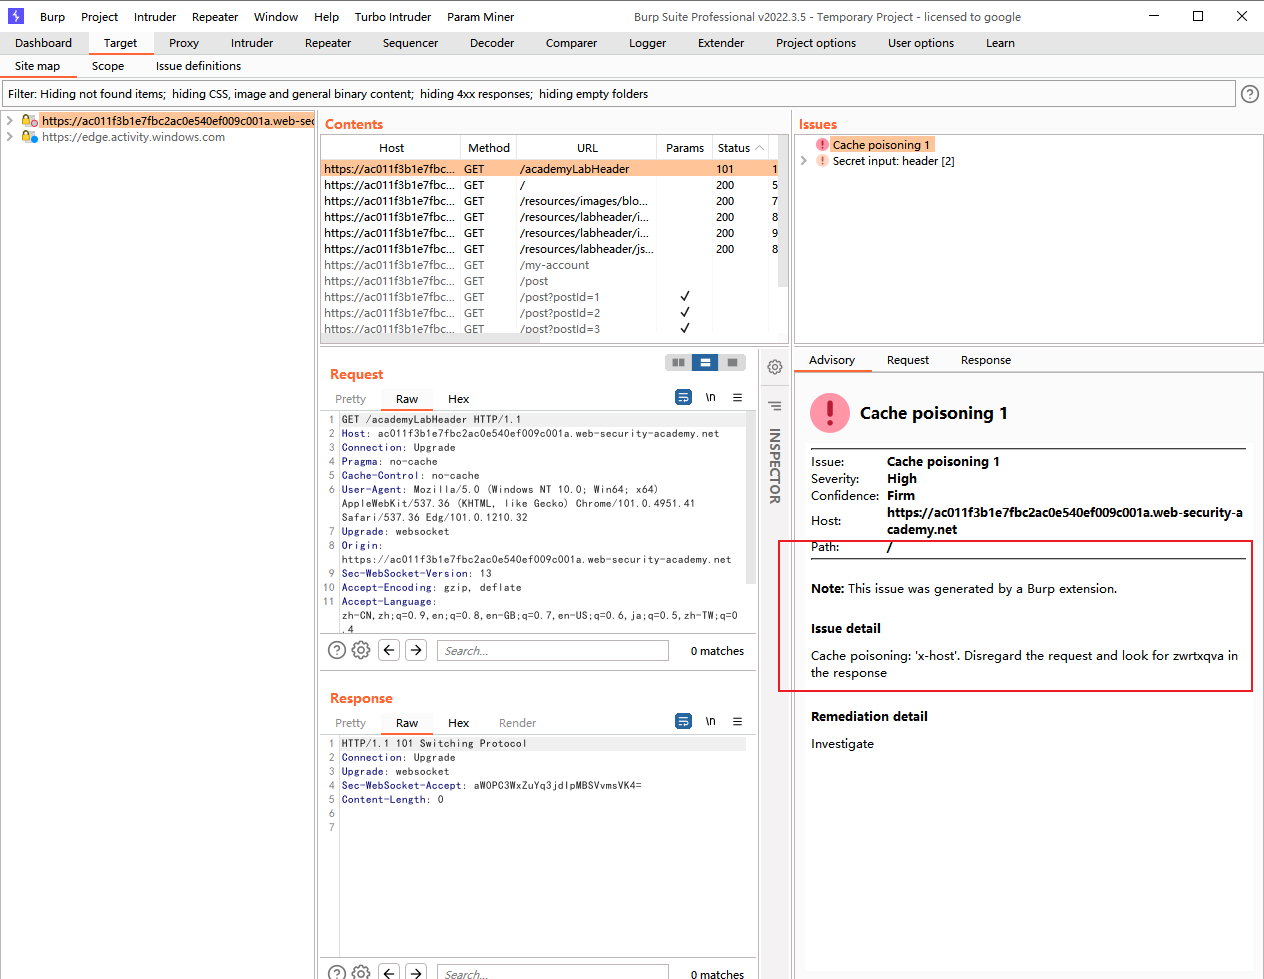 Burp Project Intruder Repeater Window Help Turbo Intruder Param Miner Burp Suite Professional v2022.3.5 - Temporary Project - licensed to google
Dashboard Target Proxy Intruder Repeater Sequencer Decoder Comparer Logger Extender Project options User options Learn
Site map Scope Issue definitions
Filter: Hiding not found items; hiding CSS, image and general binary content; hiding 4xx responses; hiding empty folders
https://ac011f3b1e7fbc2ac0e540ef009c001a.web-sec
https://edge.activity.windows.com
Contents
Host Method URL Params Status
https://ac011f3b1e7fbc... GET /academyLabHeader 101 1
https://ac011f3b1e7fbc... GET / 200 5
https://ac011f3b1e7fbc... GET /resources/images/blo... 200 7
https://ac011f3b1e7fbc... GET /resources/labheader/i... 200 8
https://ac011f3b1e7fbc... GET /resources/labheader/i... 200 9
https://ac011f3b1e7fbc... GET /resources/labheader/js... 200 8
https://ac011f3b1e7fbc... GET /my-account
https://ac011f3b1e7fbc... GET /post
https://ac011f3b1e7fbc... GET /post?postId=1 ✓
https://ac011f3b1e7fbc... GET /post?postId=2 ✓
https://ac011f3b1e7fbc... GET /post?postId=3 ✓
Request
Pretty Raw Hex \n
1 GET /academyLabHeader HTTP/1.1
2 Host: ac011f3b1e7fbc2ac0e540ef009c001a.web-security-academy.net
3 Connection: Upgrade
4 Pragma: no-cache
5 Cache-Control: no-cache
6 User-Agent: Mozilla/5.0 (Windows NT 10.0; Win64; x64)
AppleWebKit/537.36 (KHTML, like Gecko) Chrome/101.0.4951.41
Safari/537.36 Edg/101.0.1210.32
7 Upgrade: websocket
8 Origin:
https://ac011f3b1e7fbc2ac0e540ef009c001a.web-security-academy.net
9 Sec-WebSocket-Version: 13
10 Accept-Encoding: gzip, deflate
11 Accept-Language:
zh-CN,zh;q=0.9,en;q=0.8,en-GB;q=0.7,en-US;q=0.6,ja;q=0.5,zh-TW;q=0
.4
Search... 0 matches
Response
Pretty Raw Hex Render \n
1 HTTP/1.1 101 Switching Protocol
2 Connection: Upgrade
3 Upgrade: websocket
4 Sec-WebSocket-Accept: aWOPC3WxZuYq3jdIpMBSVvmsVK4=
5 Content-Length: 0
6
7
Search... 0 matches
INSPECTOR
Issues
Cache poisoning 1
Secret input: header [2]
Advisory Request Response
Cache poisoning 1
Issue: Cache poisoning 1
Severity: High
Confidence: Firm
Host: https://ac011f3b1e7fbc2ac0e540ef009c001a.web-security-a
cademy.net
Path: /
Note: This issue was generated by a Burp extension.
Issue detail
Cache poisoning: 'x-host'. Disregard the request and look for zwrtxqva in
the response
Remediation detail
Investigate